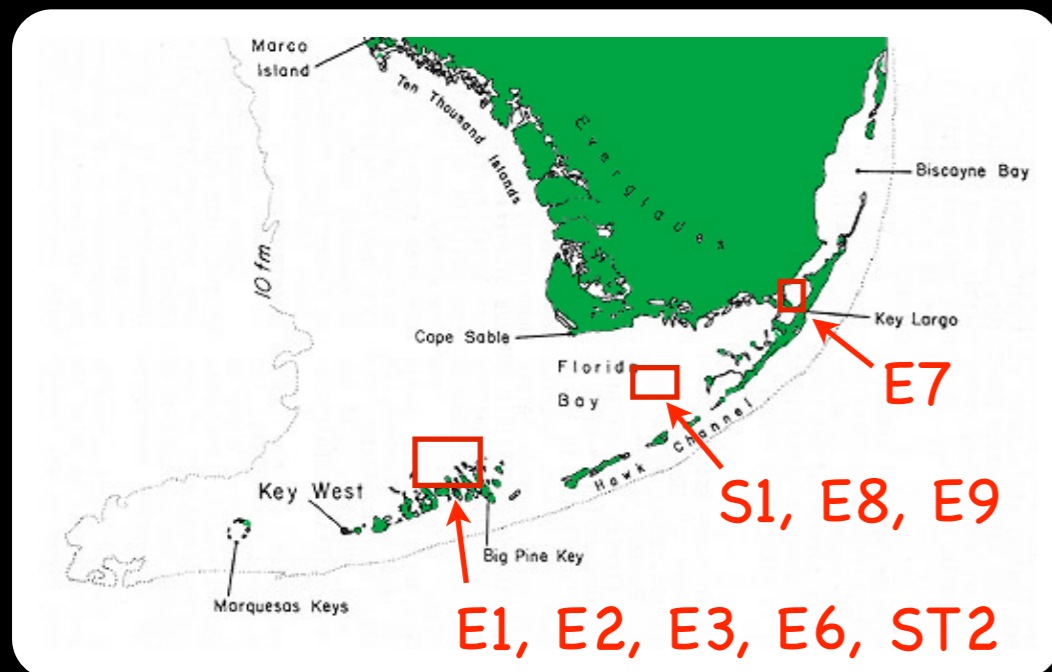 Marco
Island
Ten Thousand Islands
Everglades
Biscayne Bay
10 fm
Key Largo
Cape Sable
E7
Florida
Bay
Hawk Channel
S1, E8, E9
Key West
Big Pine Key
Marquesas Keys
E1, E2, E3, E6, ST2